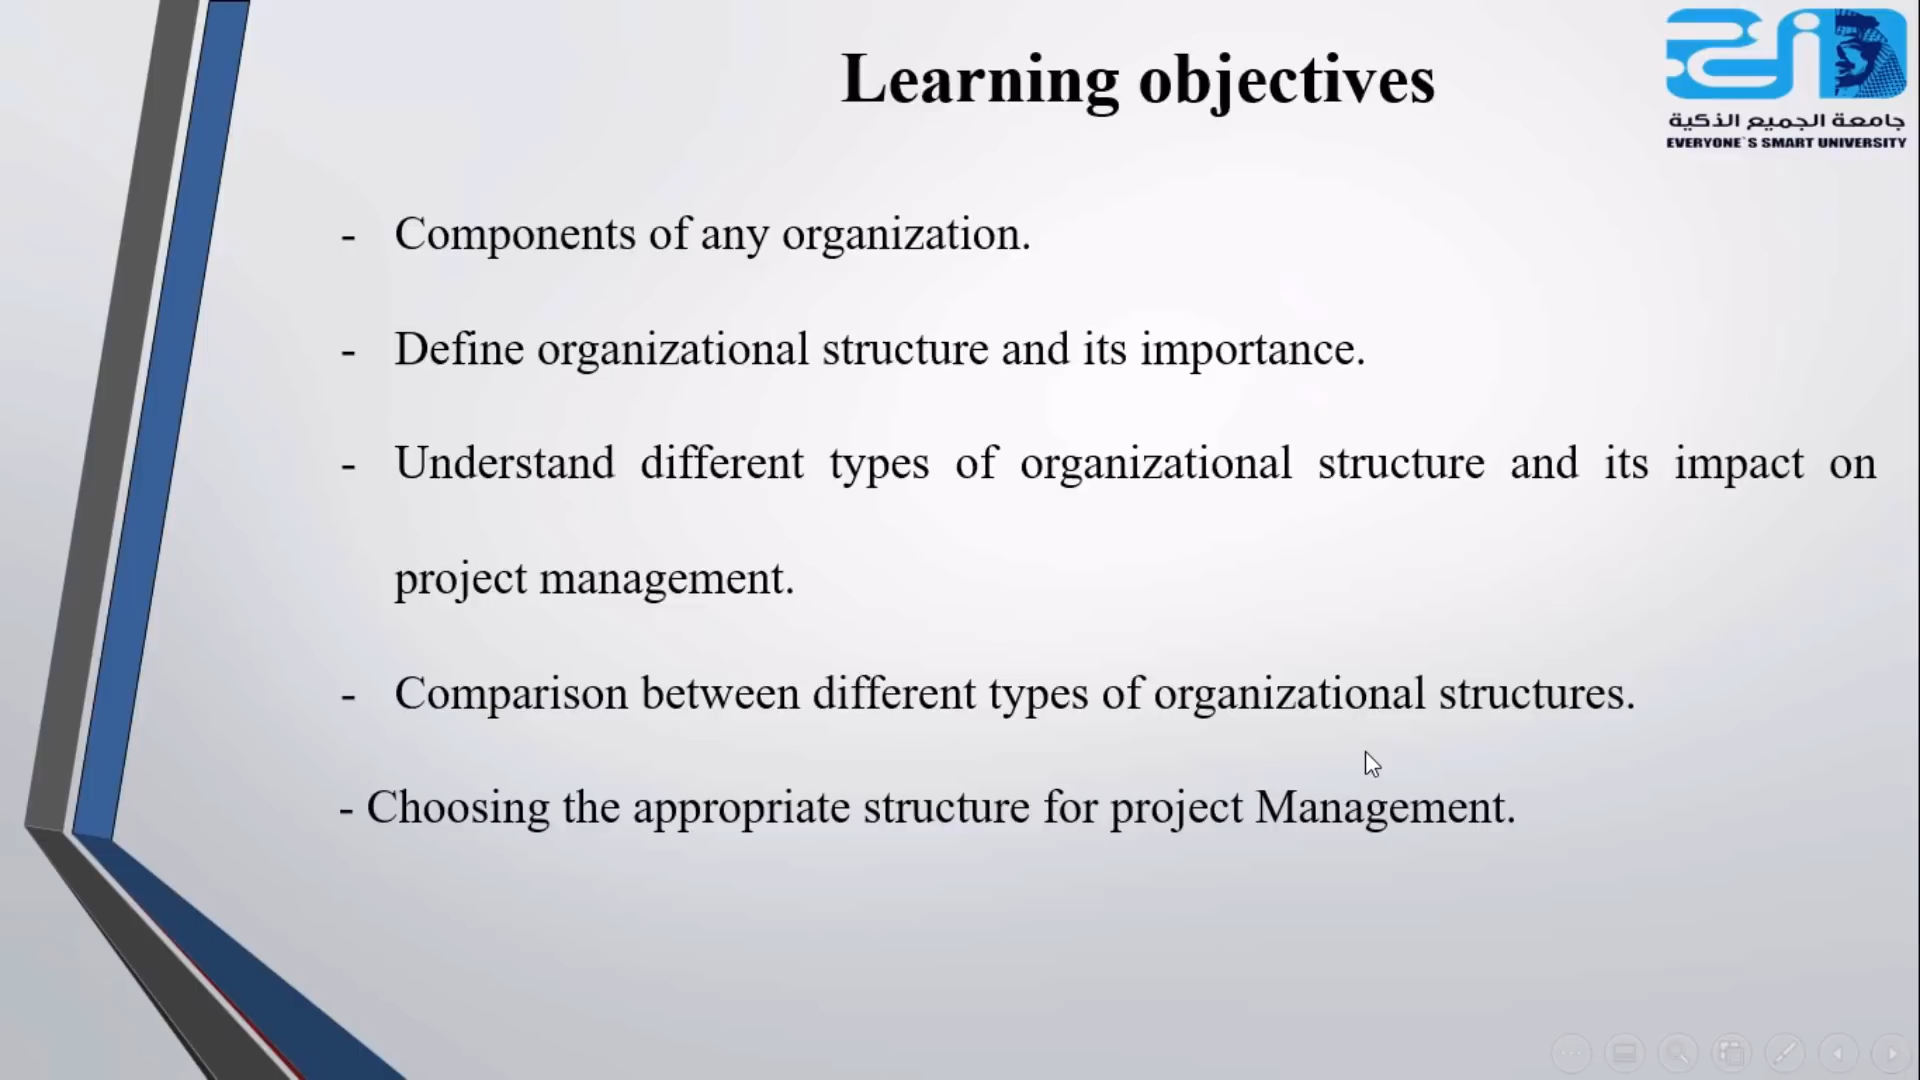 Learning objectives
جامعة الجميع الذكية
EVERYONE`S SMART UNIVERSITY
- Components of any organization.
- Define organizational structure and its importance.
- Understand different types of organizational structure and its impact on
project management.
- Comparison between different types of organizational structures.
- Choosing the appropriate structure for project Management.